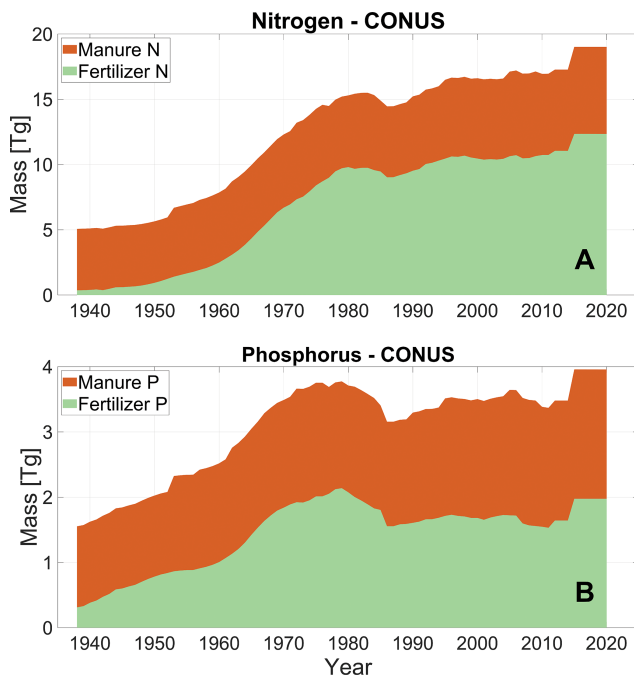 Nitrogen - CONUS
20
15
10
5
0
Mass [Tg]
Manure N
Fertilizer N
A
1940 1950 1960 1970 1980 1990 2000 2010 2020
Phosphorus - CONUS
4
3
2
1
0
Mass [Tg]
Manure P
Fertilizer P
B
1940 1950 1960 1970 1980 1990 2000 2010 2020
Year